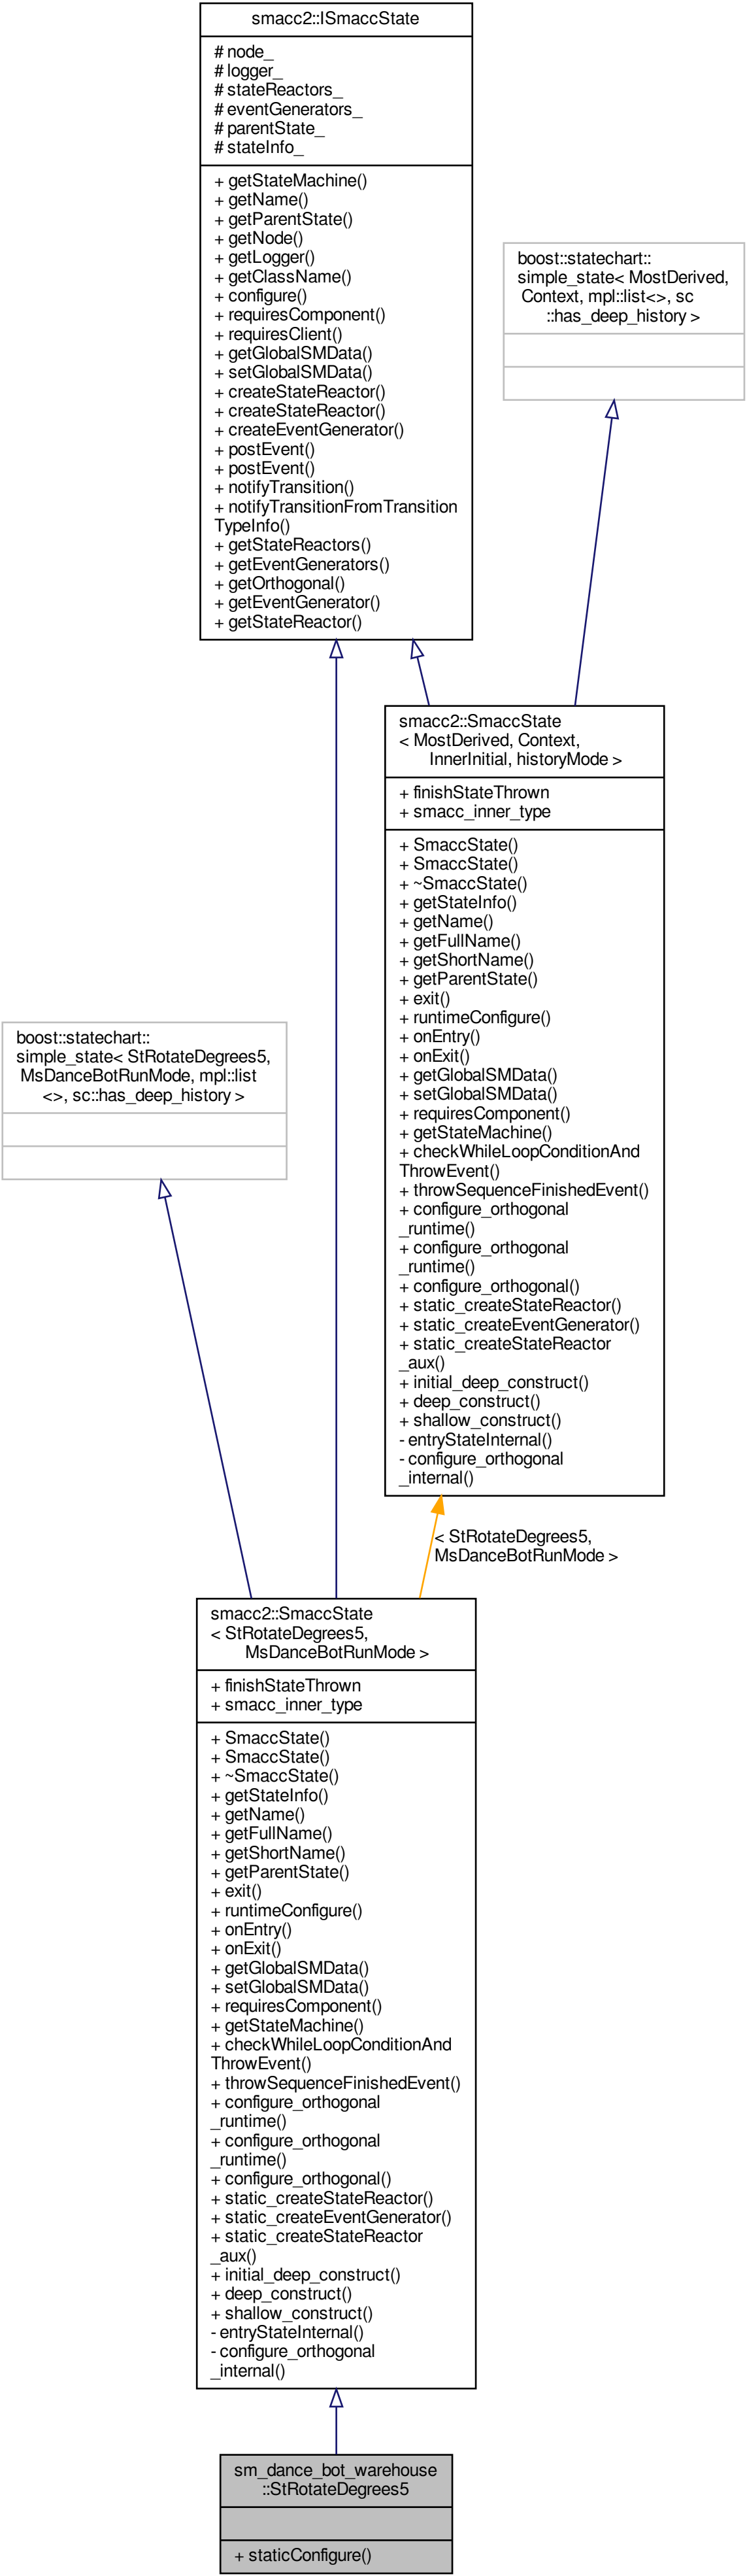 smacc2::ISmaccState
# node_
# logger_
# stateReactors_
# eventGenerators_
# parentState_
# stateInfo_
+ getStateMachine()
+ getName()
+ getParentState()
+ getNode()
+ getLogger()
+ getClassName()
+ configure()
+ requiresComponent()
+ requiresClient()
+ getGlobalSMData()
+ setGlobalSMData()
+ createStateReactor()
+ createStateReactor()
+ createEventGenerator()
+ postEvent()
+ postEvent()
+ notifyTransition()
+ notifyTransitionFromTransition
TypeInfo()
+ getStateReactors()
+ getEventGenerators()
+ getOrthogonal()
+ getEventGenerator()
+ getStateReactor()
boost::statechart::
simple_state< MostDerived,
Context, mpl::list<>, sc
::has_deep_history >
smacc2::SmaccState
< MostDerived, Context,
InnerInitial, historyMode >
+ finishStateThrown
+ smacc_inner_type
+ SmaccState()
+ SmaccState()
+ ~SmaccState()
+ getStateInfo()
+ getName()
+ getFullName()
+ getShortName()
+ getParentState()
+ exit()
+ runtimeConfigure()
+ onEntry()
+ onExit()
+ getGlobalSMData()
+ setGlobalSMData()
+ requiresComponent()
+ getStateMachine()
+ checkWhileLoopConditionAnd
ThrowEvent()
+ throwSequenceFinishedEvent()
+ configure_orthogonal
_runtime()
+ configure_orthogonal
_runtime()
+ configure_orthogonal()
+ static_createStateReactor()
+ static_createEventGenerator()
+ static_createStateReactor
_aux()
+ initial_deep_construct()
+ deep_construct()
+ shallow_construct()
- entryStateInternal()
- configure_orthogonal
_internal()
boost::statechart::
simple_state< StRotateDegrees5,
MsDanceBotRunMode, mpl::list
<>, sc::has_deep_history >
< StRotateDegrees5,
MsDanceBotRunMode >
smacc2::SmaccState
< StRotateDegrees5,
MsDanceBotRunMode >
+ finishStateThrown
+ smacc_inner_type
+ SmaccState()
+ SmaccState()
+ ~SmaccState()
+ getStateInfo()
+ getName()
+ getFullName()
+ getShortName()
+ getParentState()
+ exit()
+ runtimeConfigure()
+ onEntry()
+ onExit()
+ getGlobalSMData()
+ setGlobalSMData()
+ requiresComponent()
+ getStateMachine()
+ checkWhileLoopConditionAnd
ThrowEvent()
+ throwSequenceFinishedEvent()
+ configure_orthogonal
_runtime()
+ configure_orthogonal
_runtime()
+ configure_orthogonal()
+ static_createStateReactor()
+ static_createEventGenerator()
+ static_createStateReactor
_aux()
+ initial_deep_construct()
+ deep_construct()
+ shallow_construct()
- entryStateInternal()
- configure_orthogonal
_internal()
sm_dance_bot_warehouse
::StRotateDegrees5
+ staticConfigure()